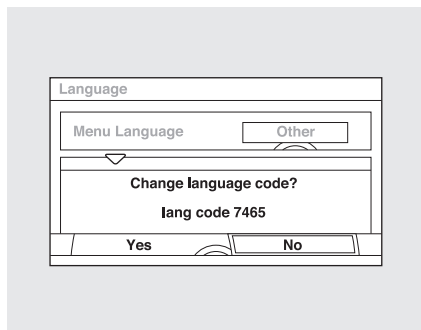 Language
Menu Language Other
Change language code?
lang code 7465
Yes No